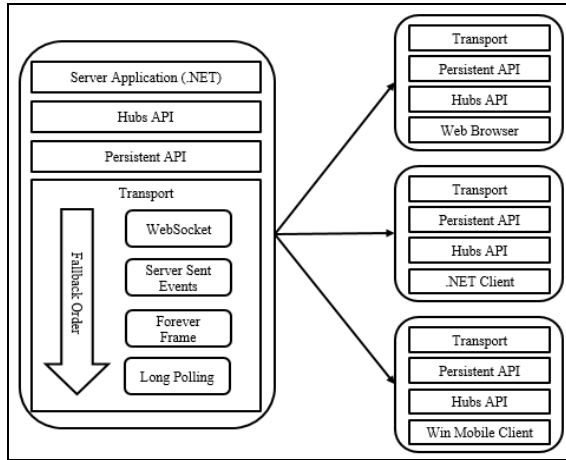 Server Application (.NET)
Hubs API
Persistent API
Transport
Fallback Order
WebSocket
Server Sent
Events
Forever
Frame
Long Polling
Transport
Persistent API
Hubs API
Web Browser
Transport
Persistent API
Hubs API
.NET Client
Transport
Persistent API
Hubs API
Win Mobile Client